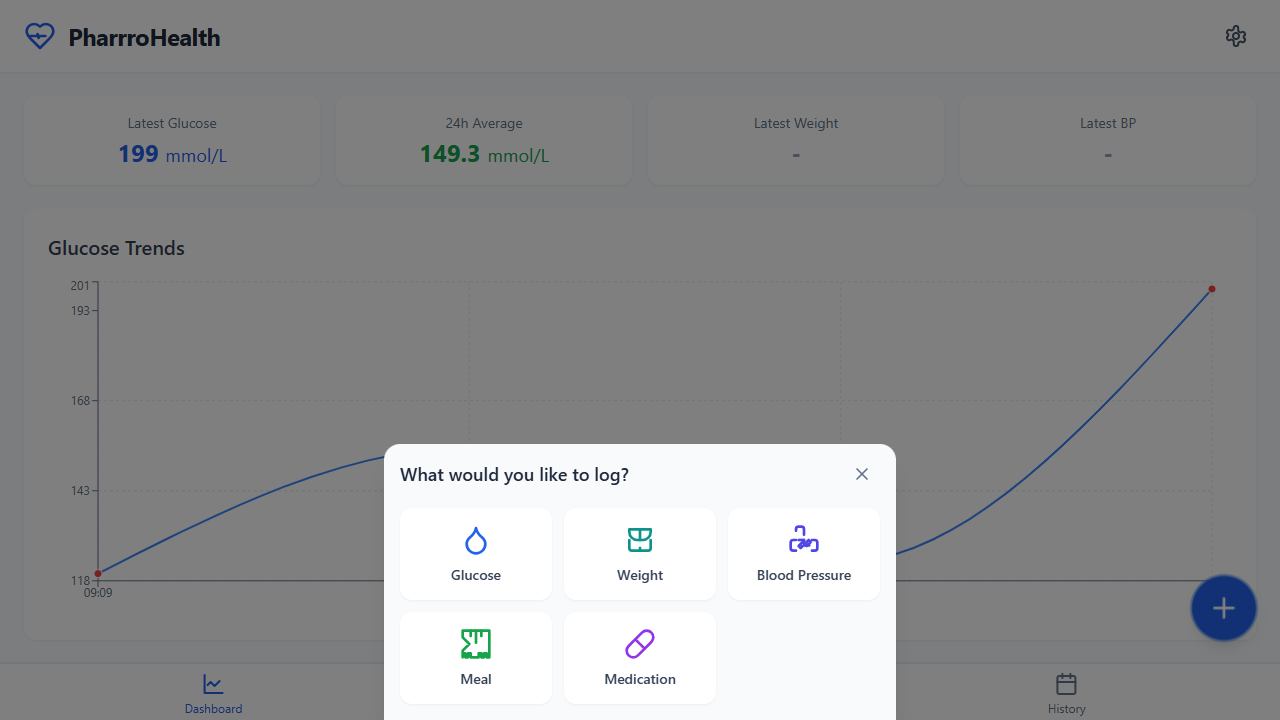 PharrroHealth
Latest Glucose
199 mmol/L
24h Average
149.3 mmol/L
Latest Weight
-
Latest BP
-
Glucose Trends
201
193
168
143
118
09:09
What would you like to log?
Glucose
Weight
Blood Pressure
Meal
Medication
Dashboard
History